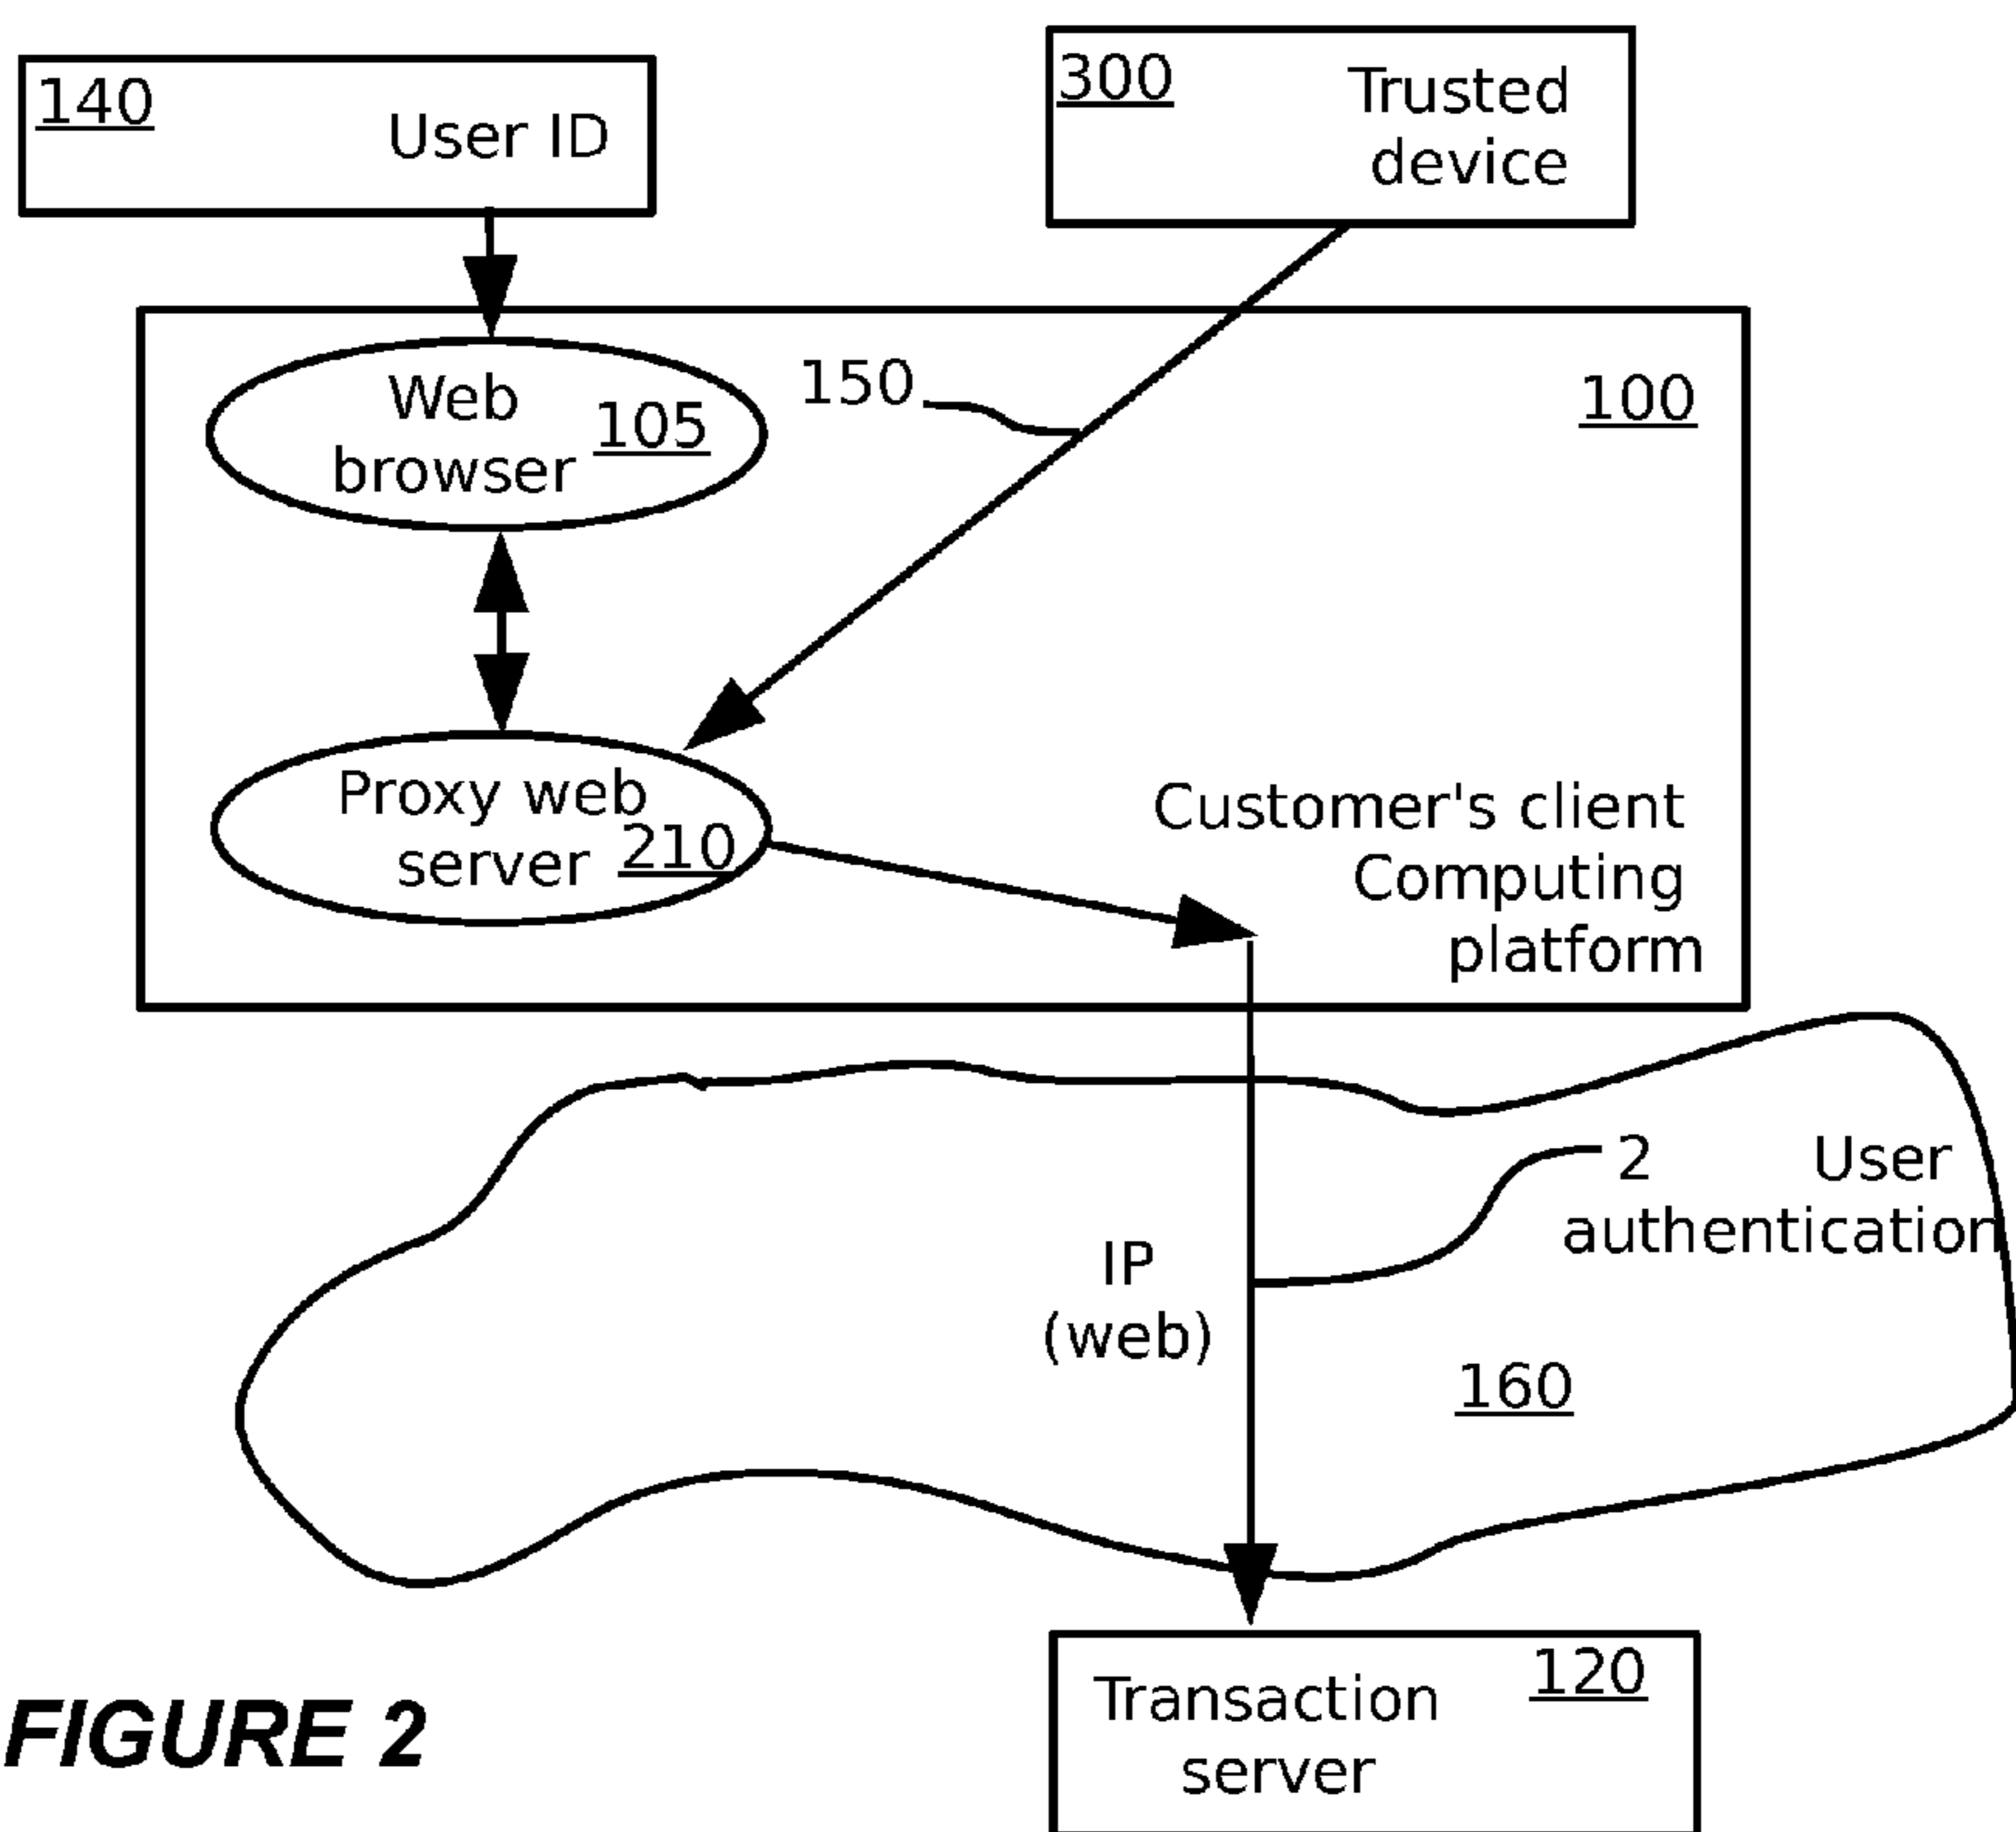 140
User ID
300
Trusted
device
Web
browser
105
150
100
Proxy web
server
210
Customer's client
Computing
platform
2
User
authentication
IP
(web)
160
Transaction
server
120
FIGURE 2